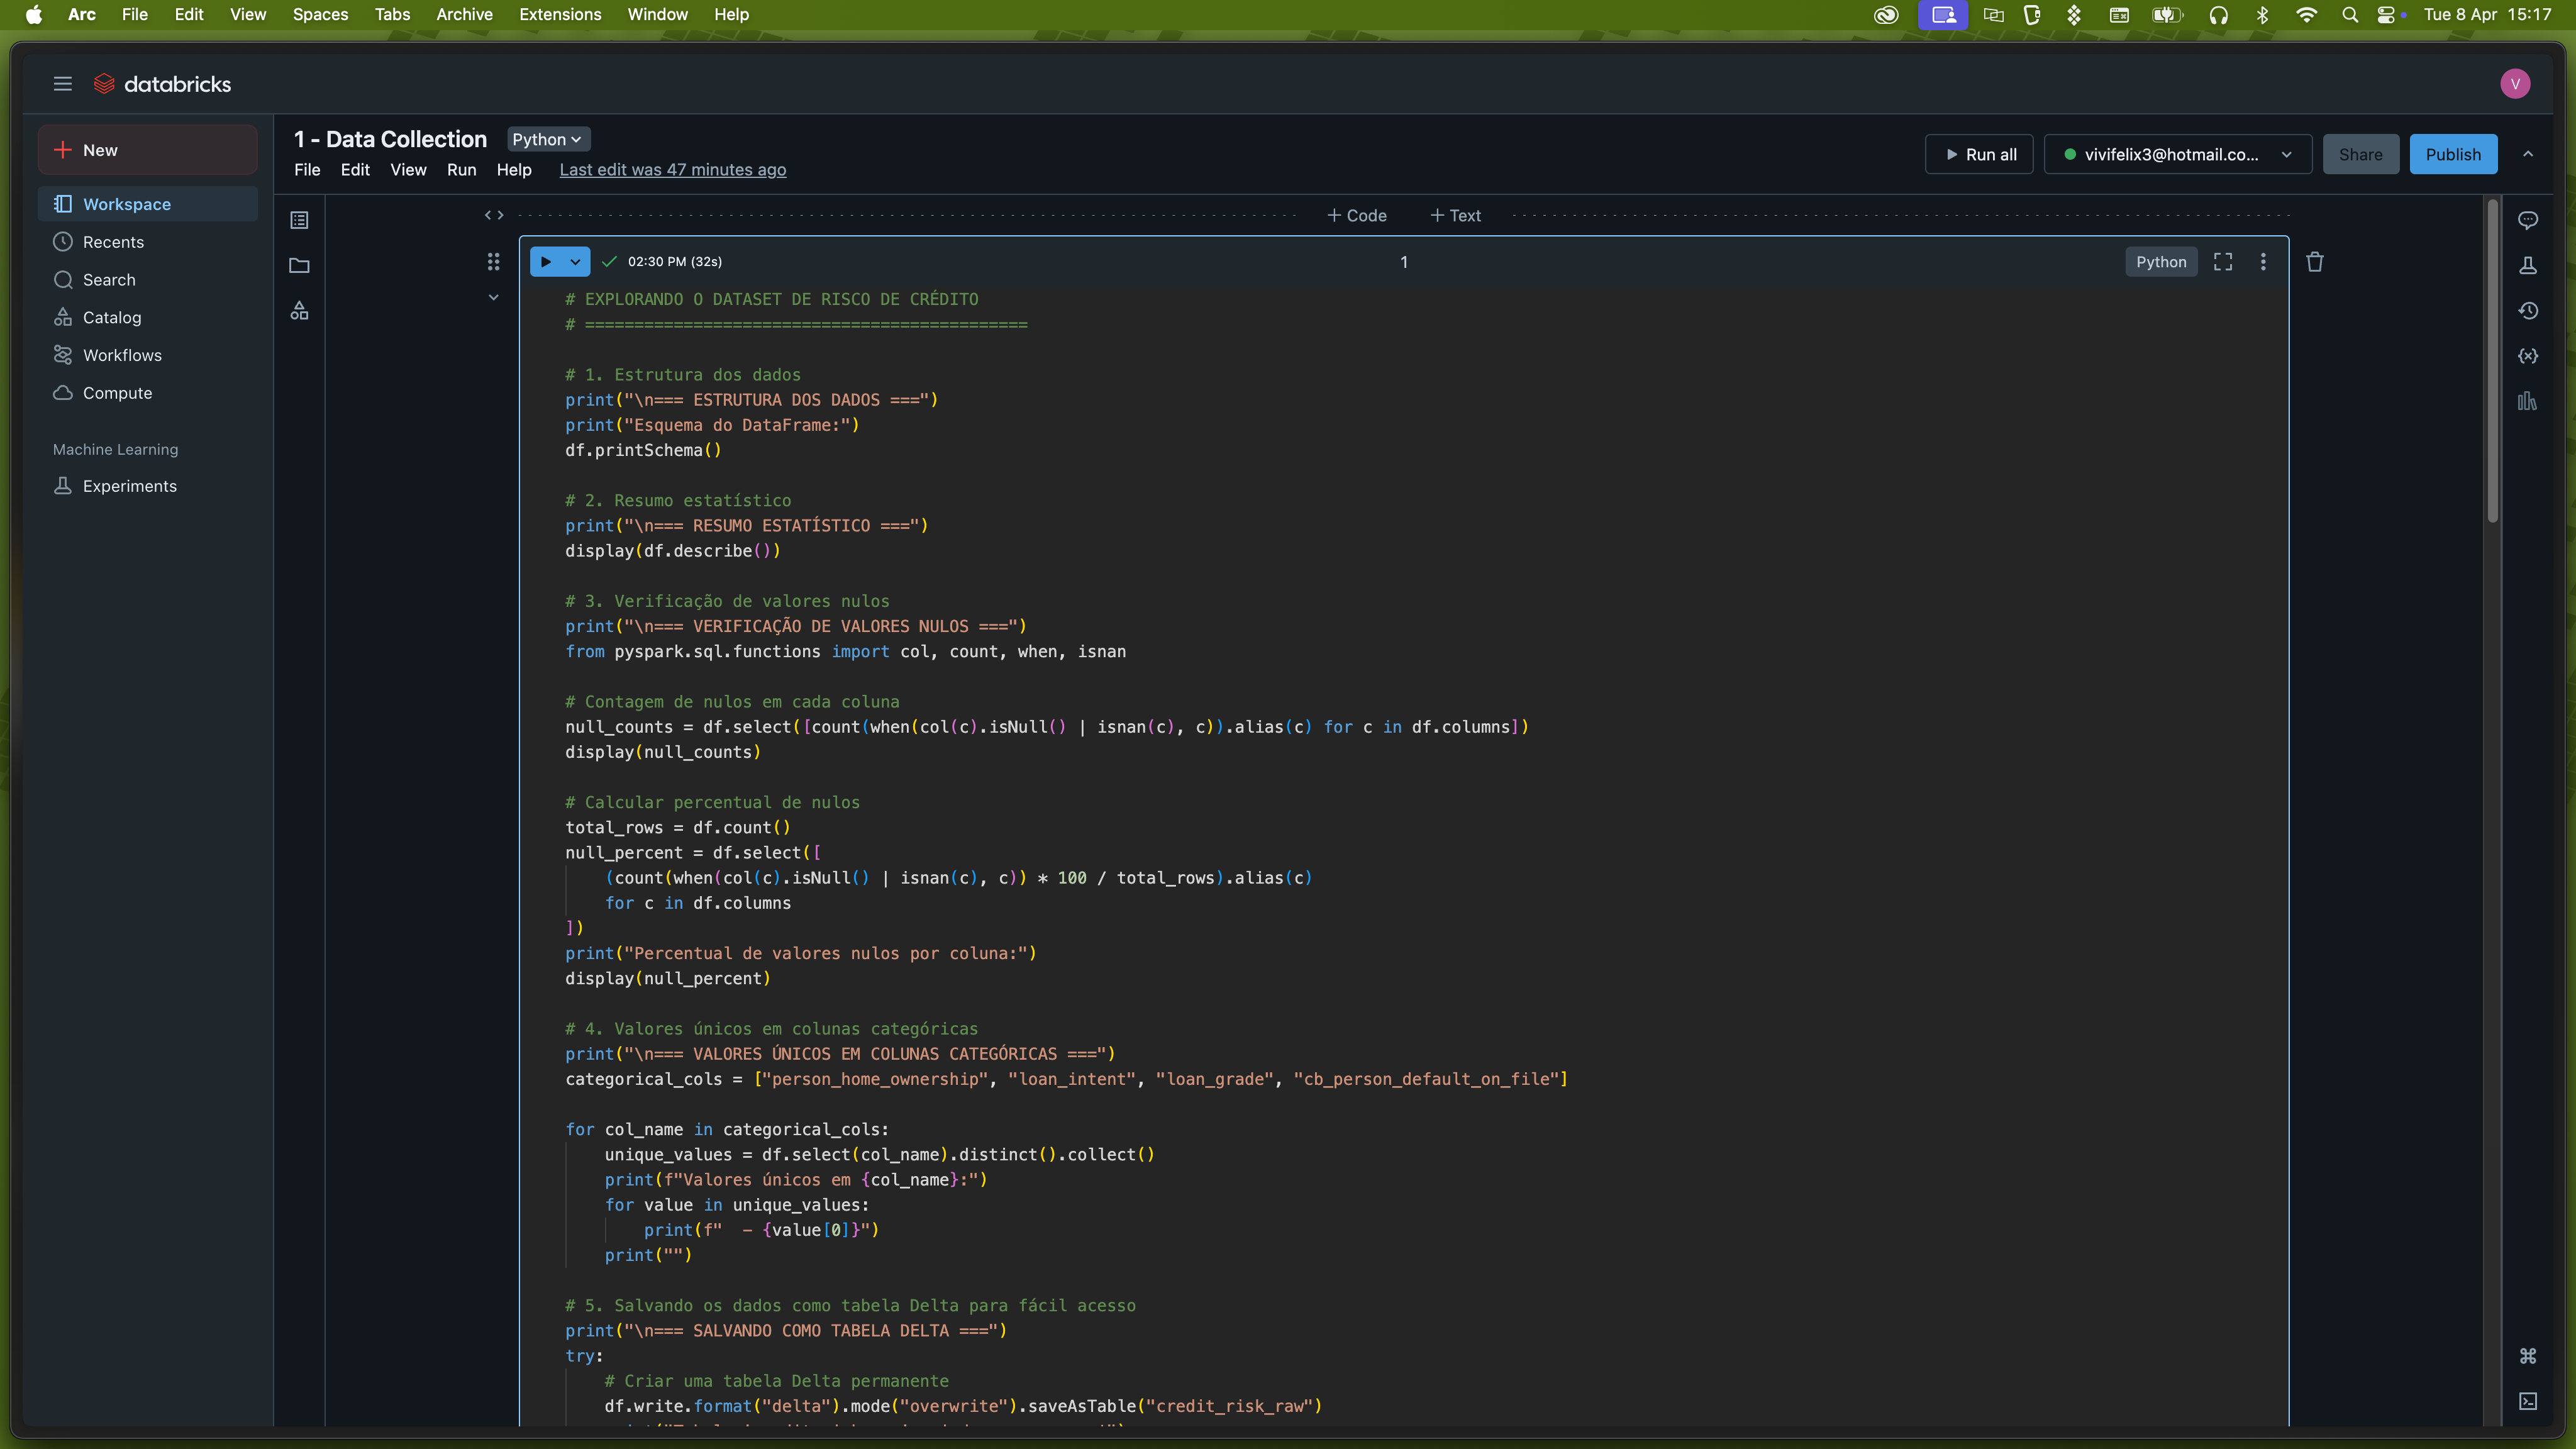 Arc File Edit View Spaces Tabs Archive Extensions Window Help Tue 8 Apr 15:17
databricks
V
New
Workspace
Recents
Search
Catalog
Workflows
Compute
Machine Learning
Experiments
1 - Data Collection Python
File Edit View Run Help Last edit was 47 minutes ago
Run all vivifelix3@hotmail.co... Share Publish
+ Code + Text
02:30 PM (32s) 1 Python
# EXPLORANDO O DATASET DE RISCO DE CRÉDITO
# =============================================
# 1. Estrutura dos dados
print("\n=== ESTRUTURA DOS DADOS ===")
print("Esquema do DataFrame:")
df.printSchema()
# 2. Resumo estatístico
print("\n=== RESUMO ESTATÍSTICO ===")
display(df.describe())
# 3. Verificação de valores nulos
print("\n=== VERIFICAÇÃO DE VALORES NULOS ===")
from pyspark.sql.functions import col, count, when, isnan
# Contagem de nulos em cada coluna
null_counts = df.select([count(when(col(c).isNull() | isnan(c), c)).alias(c) for c in df.columns])
display(null_counts)
# Calcular percentual de nulos
total_rows = df.count()
null_percent = df.select([
    (count(when(col(c).isNull() | isnan(c), c)) * 100 / total_rows).alias(c)
    for c in df.columns
])
print("Percentual de valores nulos por coluna:")
display(null_percent)
# 4. Valores únicos em colunas categóricas
print("\n=== VALORES ÚNICOS EM COLUNAS CATEGÓRICAS ===")
categorical_cols = ["person_home_ownership", "loan_intent", "loan_grade", "cb_person_default_on_file"]
for col_name in categorical_cols:
    unique_values = df.select(col_name).distinct().collect()
    print(f"Valores únicos em {col_name}:")
    for value in unique_values:
        print(f"  - {value[0]}")
    print("")
# 5. Salvando os dados como tabela Delta para fácil acesso
print("\n=== SALVANDO COMO TABELA DELTA ===")
try:
    # Criar uma tabela Delta permanente
    df.write.format("delta").mode("overwrite").saveAsTable("credit_risk_raw")